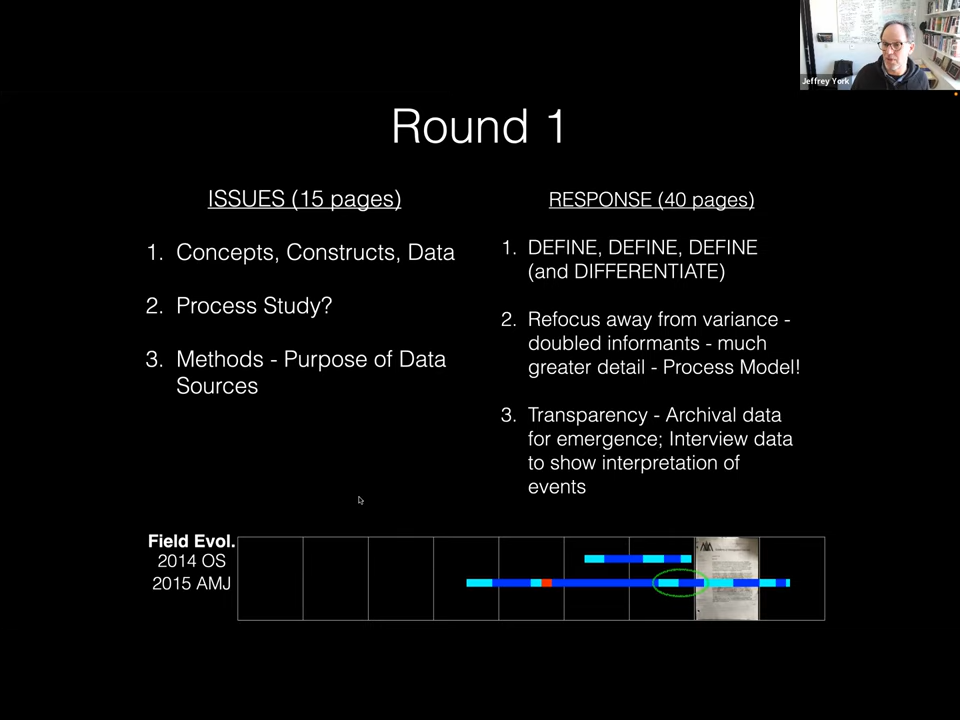 Jeffrey York
Round 1
ISSUES (15 pages)
1. Concepts, Constructs, Data
2. Process Study?
3. Methods - Purpose of Data
Sources
RESPONSE (40 pages)
1. DEFINE, DEFINE, DEFINE
(and DIFFERENTIATE)
2. Refocus away from variance -
doubled informants - much
greater detail - Process Model!
3. Transparency - Archival data
for emergence; Interview data
to show interpretation of
events
Field Evol.
2014 OS
2015 AMJ